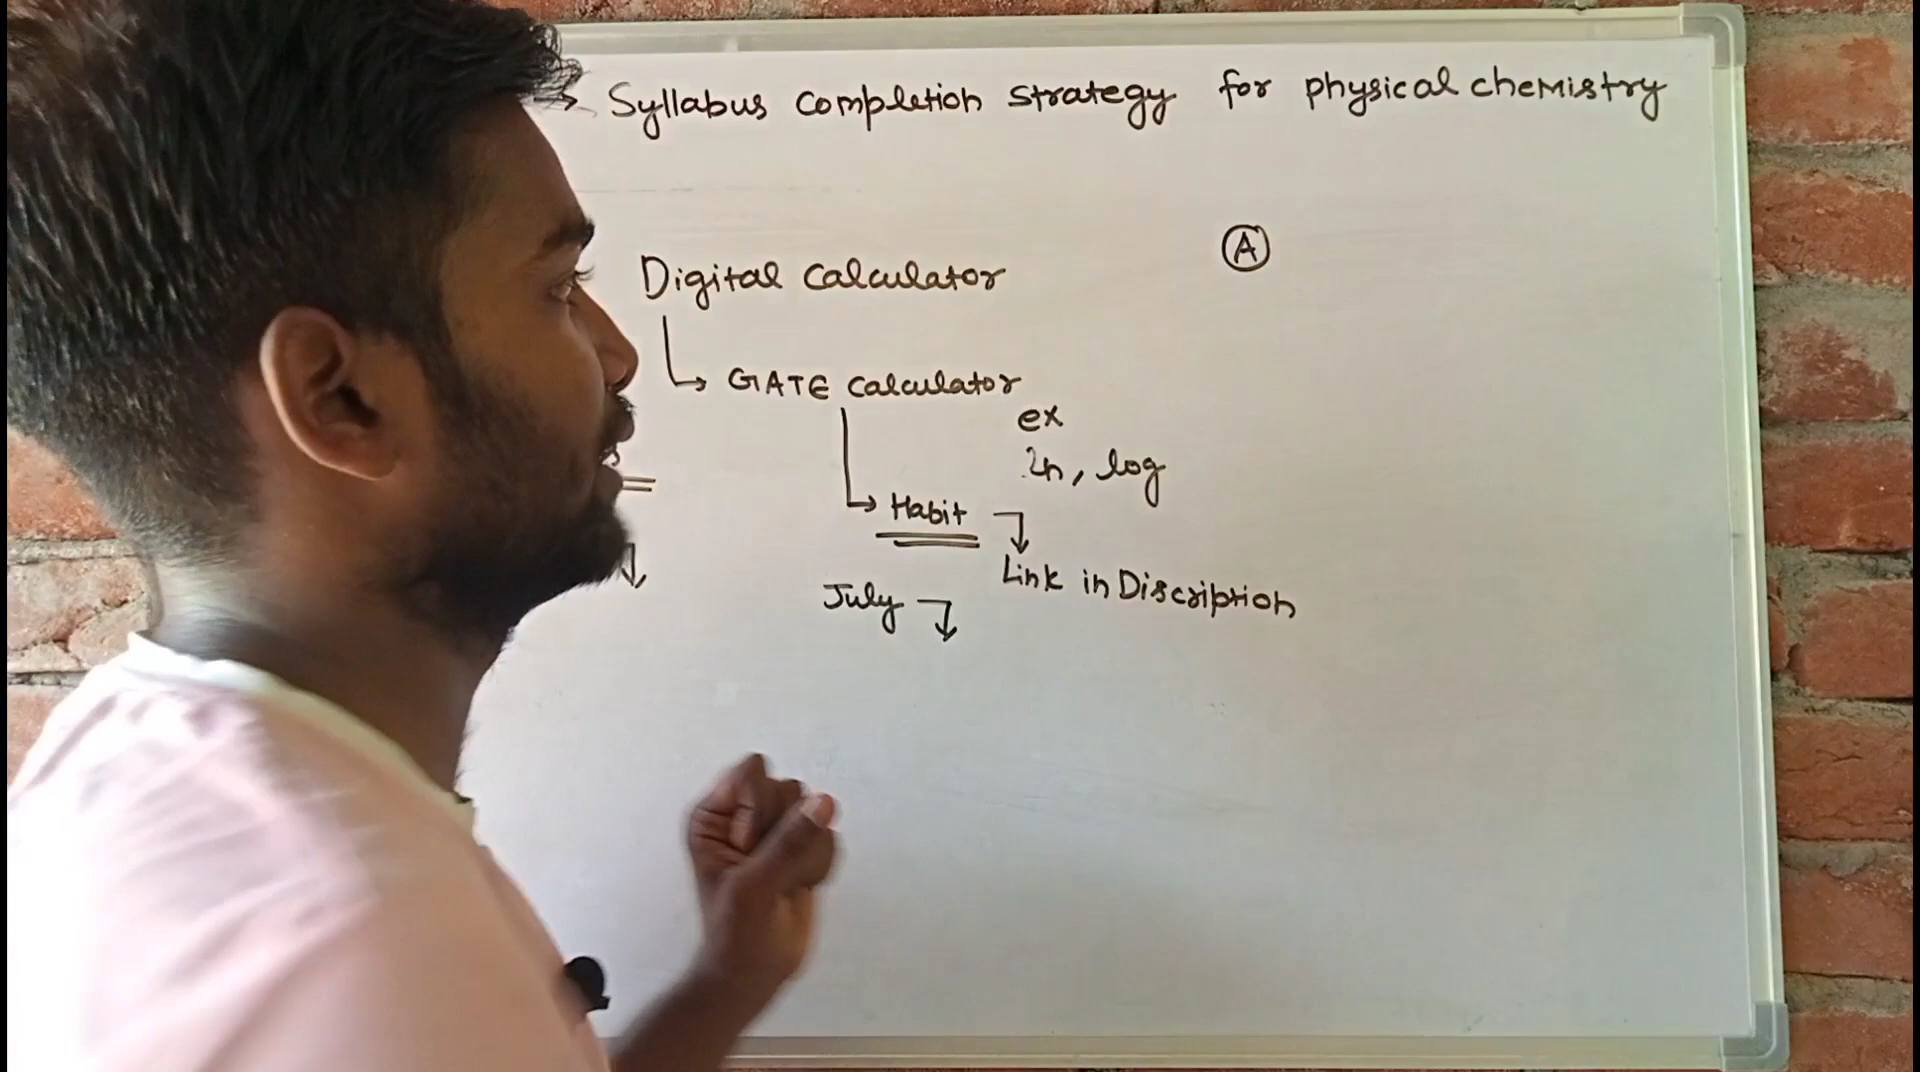 → Syllabus completion strategy for physical chemistry
Ⓐ
Digital calculator
↳ GATE calculator
ex
ln, log
↳ Habit
Link in Discription
July